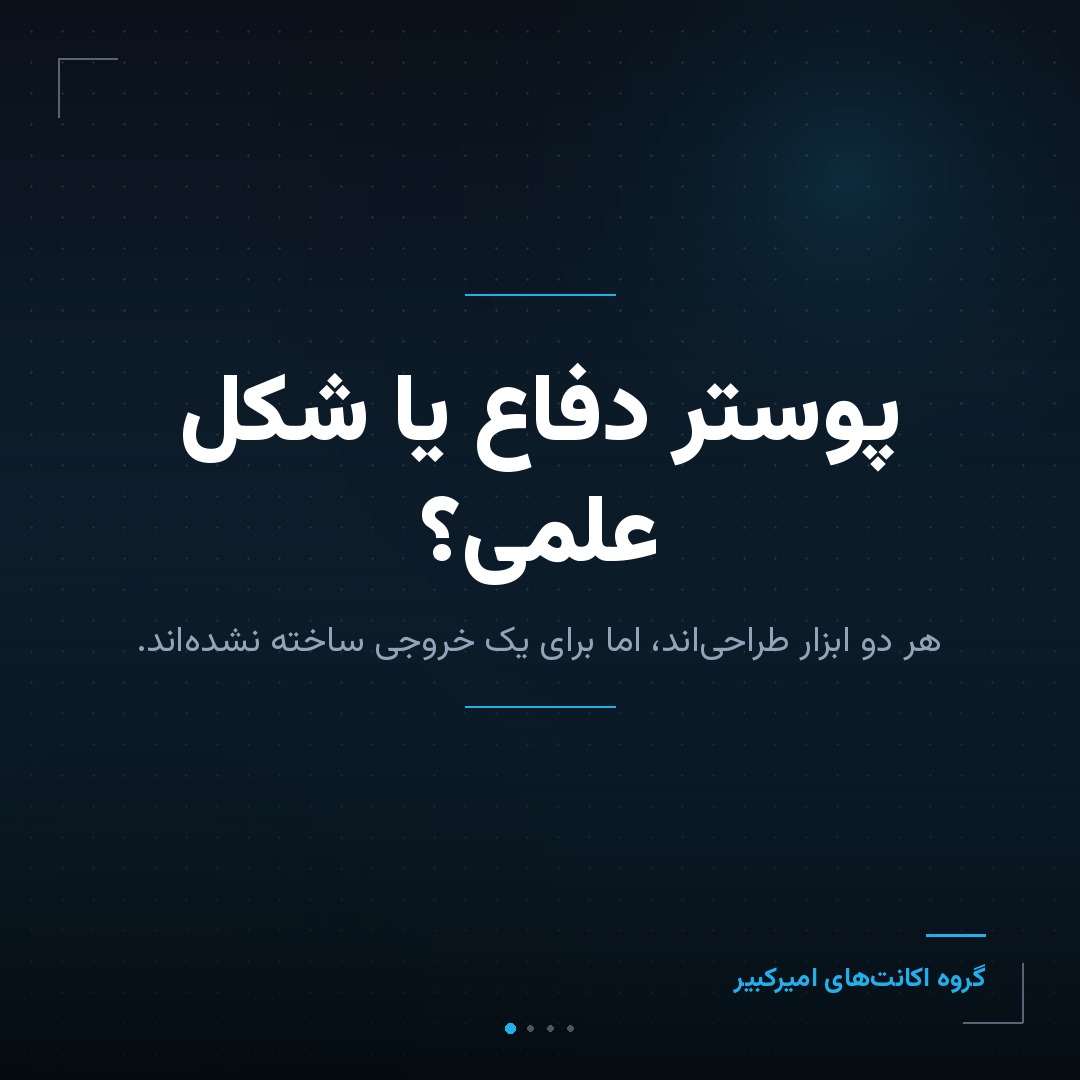 پوستر دفاع یا شکل
علمی؟
هر دو ابزار طراحی‌اند، اما برای یک خروجی ساخته نشده‌اند.
گروه اکانت‌های امیرکبیر